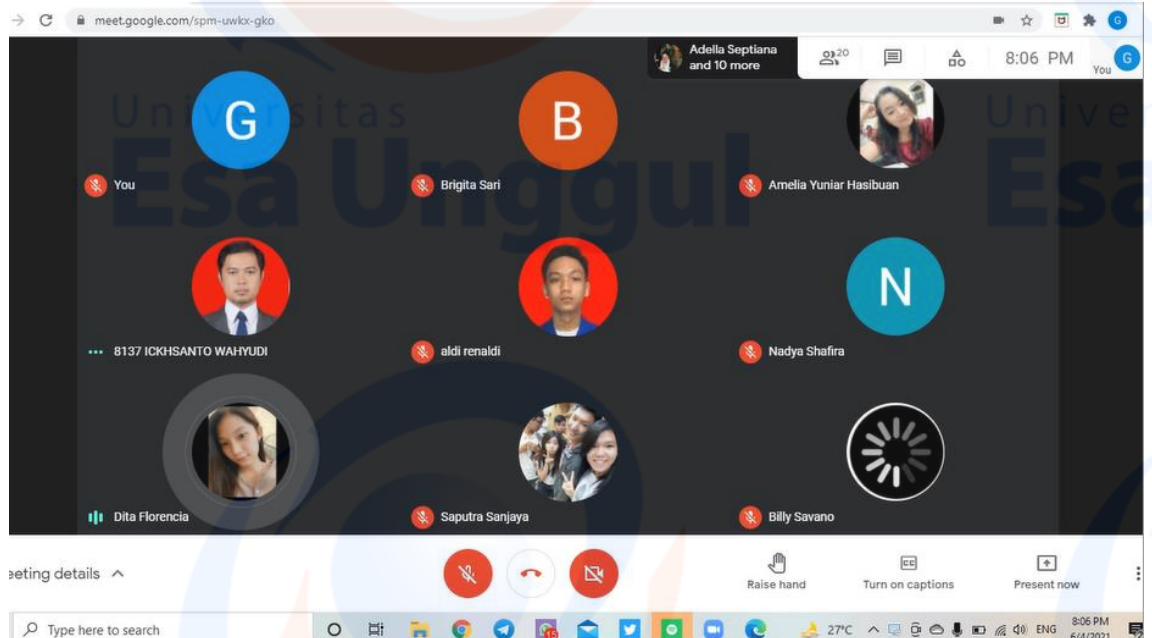 meet.google.com/spm-uwkx-gko
G
Adella Septiana
and 10 more
20
8:06 PM
You
G
Universitas
Esa Unggul
Unive
Esa
G
B
You
Brigita Sari
Amelia Yuniar Hasibuan
N
8137 ICKHSANTO WAHYUDI
aldi renaldi
Nadya Shafira
Dita Florencia
Saputra Sanjaya
Billy Savano
eeting details
Raise hand
CC
Turn on captions
Present now
Type here to search
27°C
ENG
8:06 PM
6/4/2021